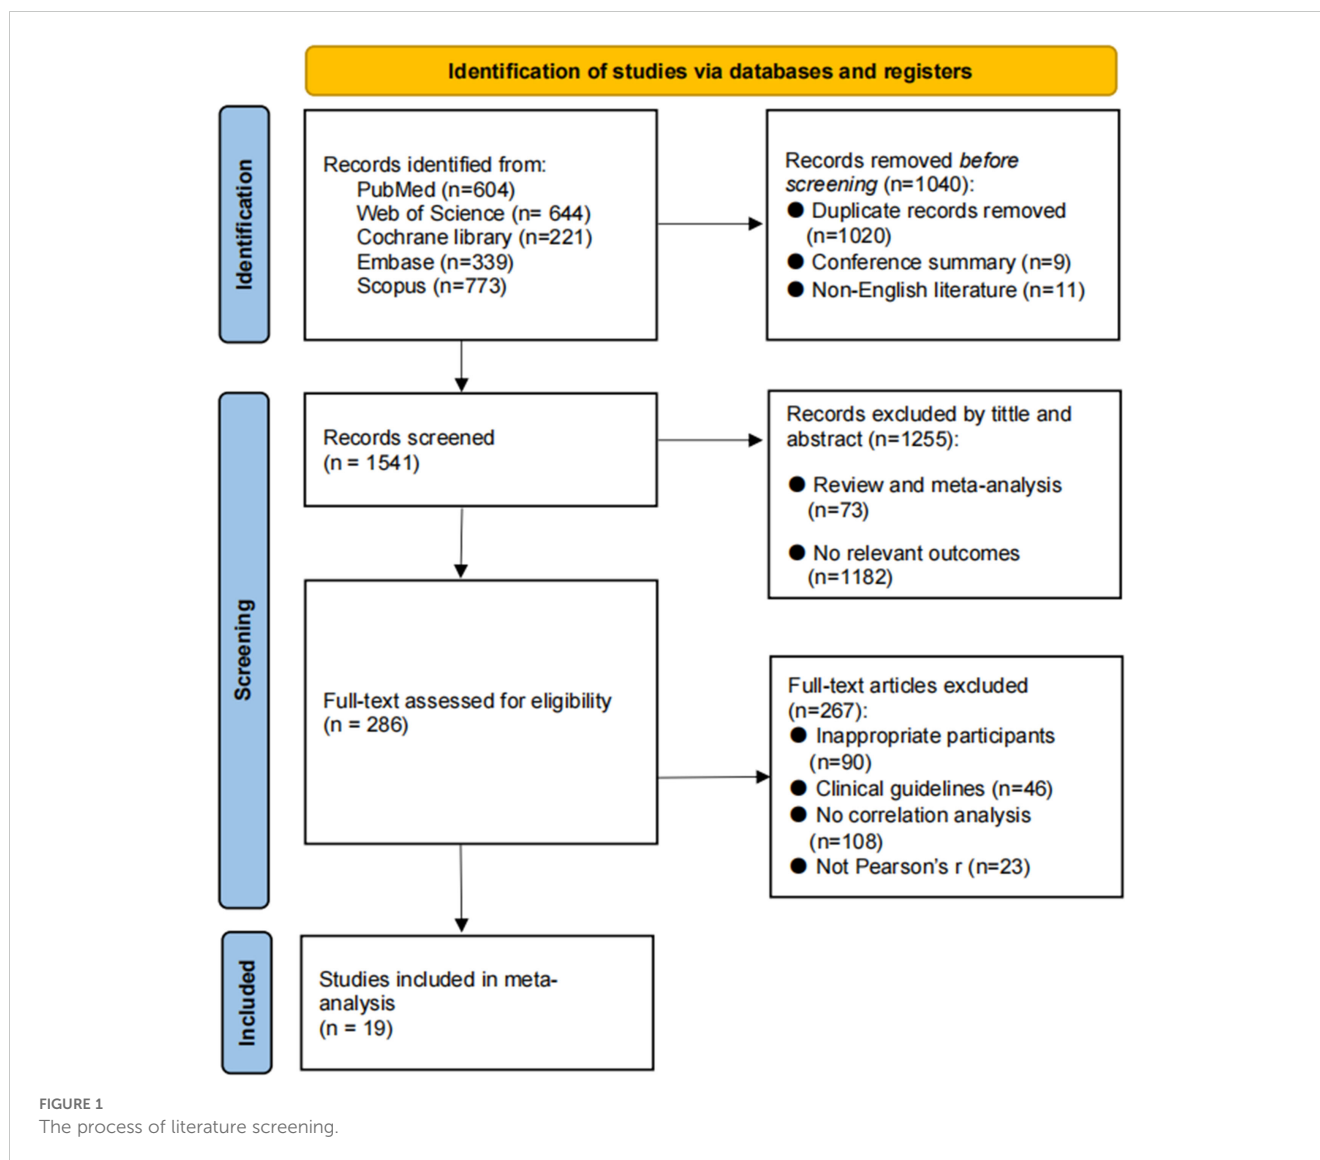 Identification of studies via databases and registers
Identification
Records identified from:
PubMed (n=604)
Web of Science (n= 644)
Cochrane library (n=221)
Embase (n=339)
Scopus (n=773)
Records removed before
screening (n=1040):
● Duplicate records removed
(n=1020)
● Conference summary (n=9)
● Non-English literature (n=11)
Screening
Records screened
(n = 1541)
Records excluded by tittle and
abstract (n=1255):
● Review and meta-analysis
(n=73)
● No relevant outcomes
(n=1182)
Full-text assessed for eligibility
(n = 286)
Full-text articles excluded
(n=267):
● Inappropriate participants
(n=90)
● Clinical guidelines (n=46)
● No correlation analysis
(n=108)
● Not Pearson's r (n=23)
Included
Studies included in meta-
analysis
(n = 19)
FIGURE 1
The process of literature screening.